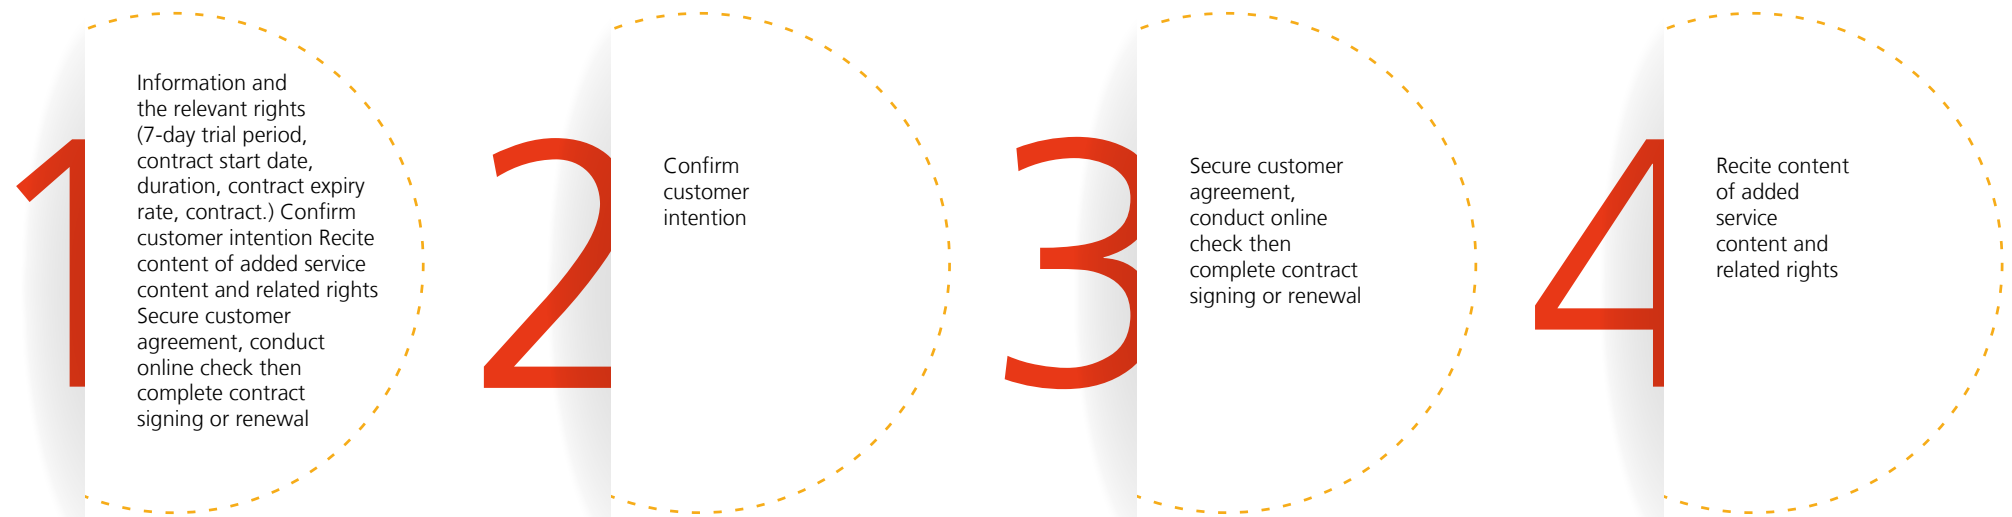 1
Information and
the relevant rights
(7-day trial period,
contract start date,
duration, contract expiry
rate, contract.) Confirm
customer intention Recite
content of added service
content and related rights
Secure customer
agreement, conduct
online check then
complete contract
signing or renewal
2
Confirm
customer
intention
3
Secure customer
agreement,
conduct online
check then
complete contract
signing or renewal
4
Recite content
of added
service
content and
related rights